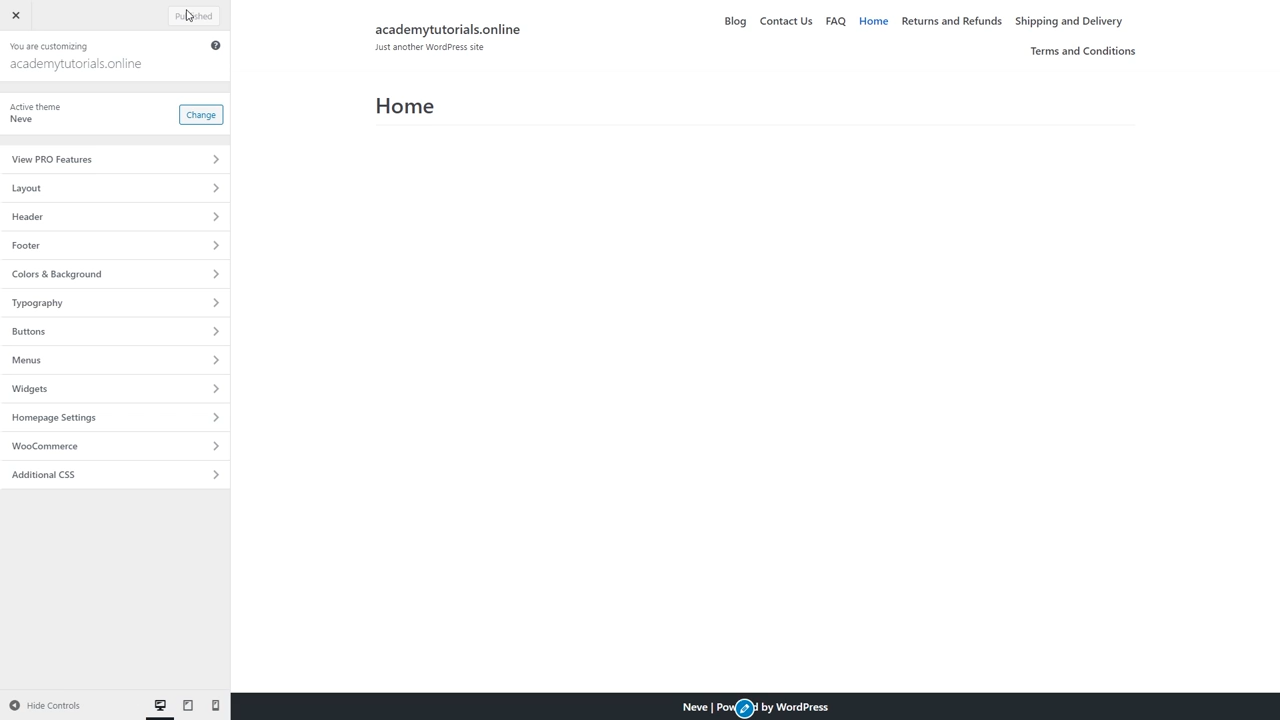 Published
You are customizing
academytutorials.online
Active theme
Neve
Change
View PRO Features
Layout
Header
Footer
Colors & Background
Typography
Buttons
Menus
Widgets
Homepage Settings
WooCommerce
Additional CSS
Hide Controls
academytutorials.online
Just another WordPress site
Blog Contact Us FAQ Home Returns and Refunds Shipping and Delivery
Terms and Conditions
Home
Neve | Powered by WordPress